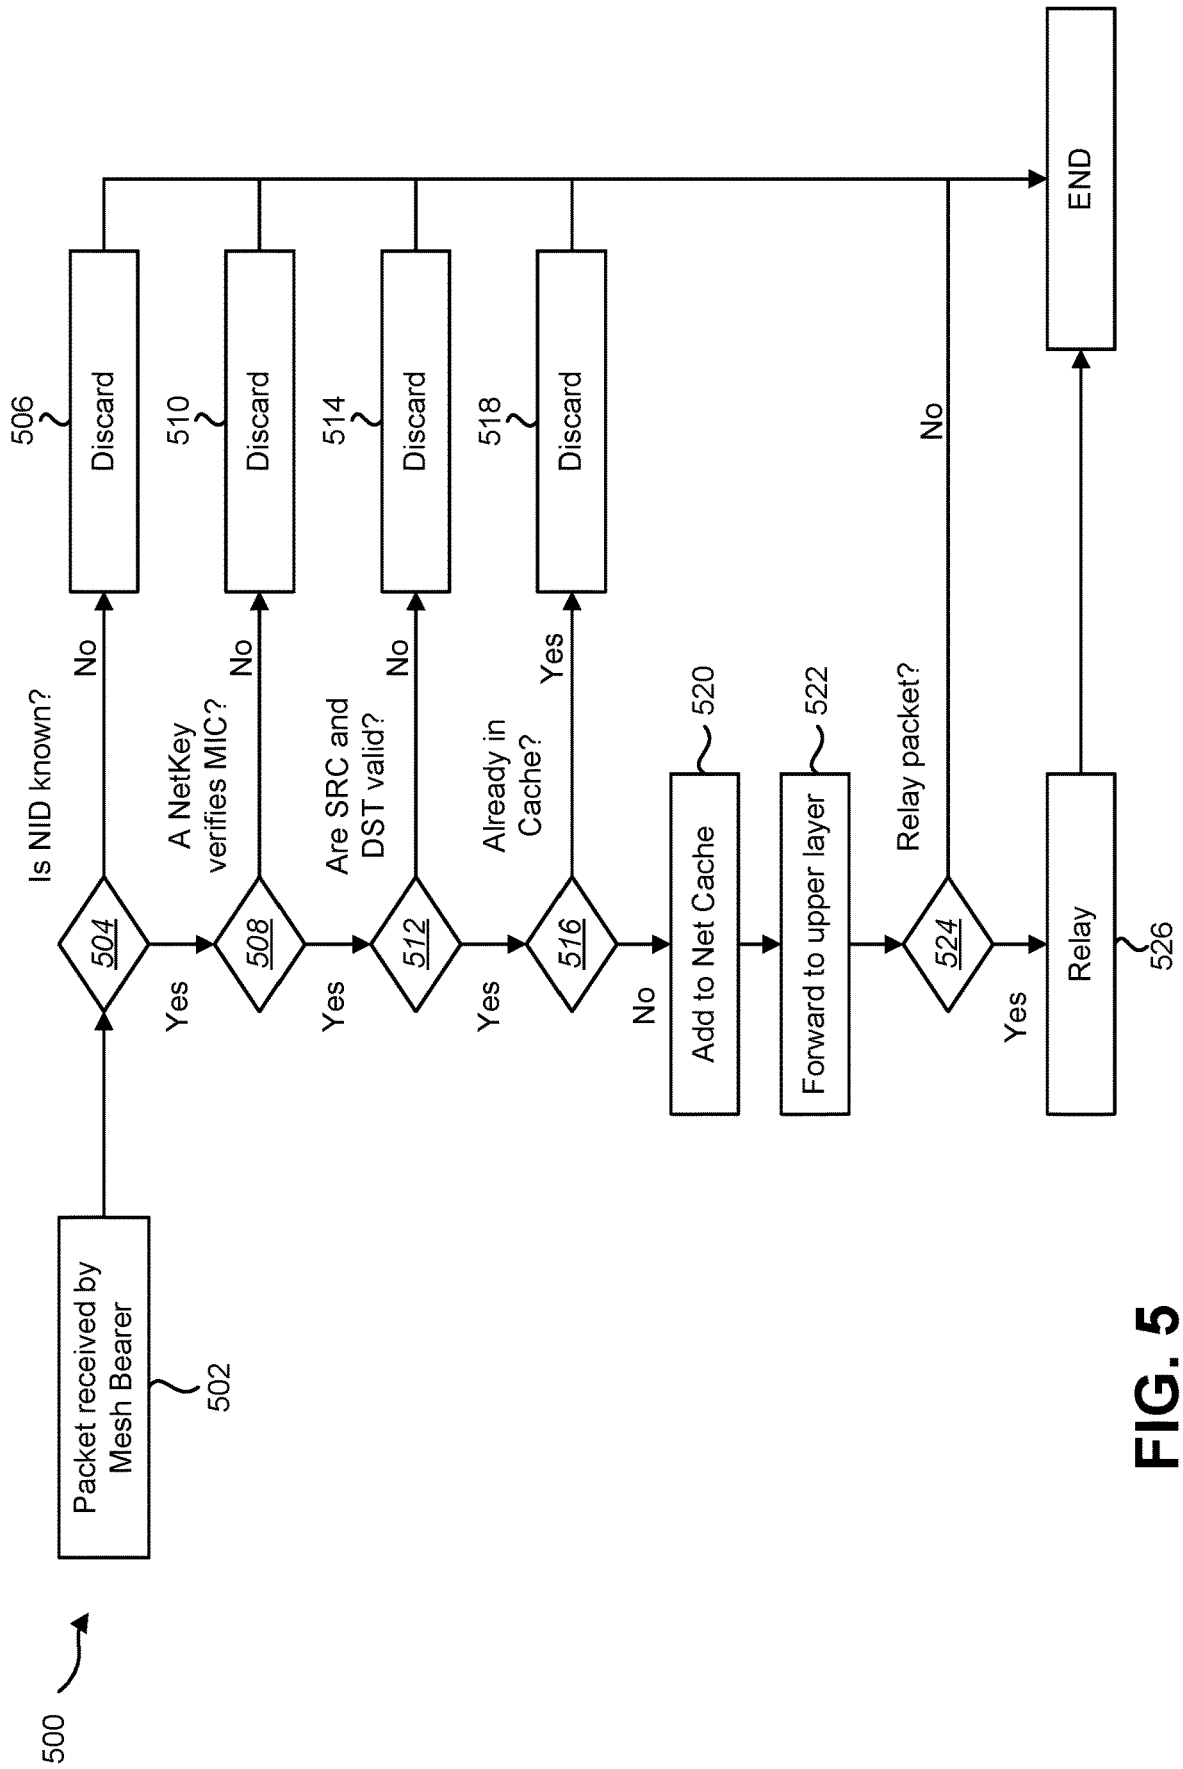 500
Packet received by
Mesh Bearer
502
Is NID known?
504
No
506
Discard
Yes
A NetKey
verifies MIC?
508
No
510
Discard
Yes
Are SRC and
DST valid?
512
No
514
Discard
Yes
Already in
Cache?
516
Yes
518
Discard
No
Add to Net Cache
520
Forward to upper layer
522
Relay packet?
524
No
Yes
Relay
526
END
FIG. 5